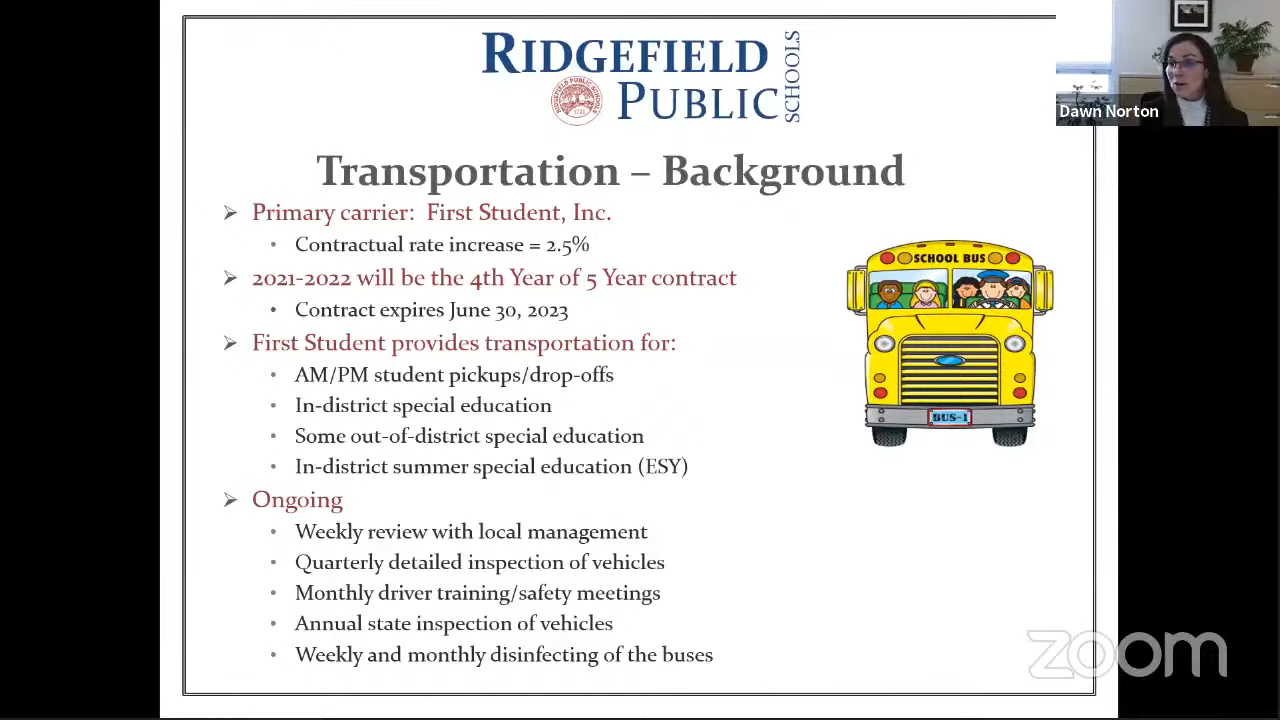 RIDGEFIELD
PUBLIC
SCHOOLS
Dawn Norton
Transportation – Background
Primary carrier: First Student, Inc.
Contractual rate increase = 2.5%
2021-2022 will be the 4th Year of 5 Year contract
Contract expires June 30, 2023
First Student provides transportation for:
AM/PM student pickups/drop-offs
In-district special education
Some out-of-district special education
In-district summer special education (ESY)
Ongoing
Weekly review with local management
Quarterly detailed inspection of vehicles
Monthly driver training/safety meetings
Annual state inspection of vehicles
Weekly and monthly disinfecting of the buses
SCHOOL BUS
BUS-1
zoom